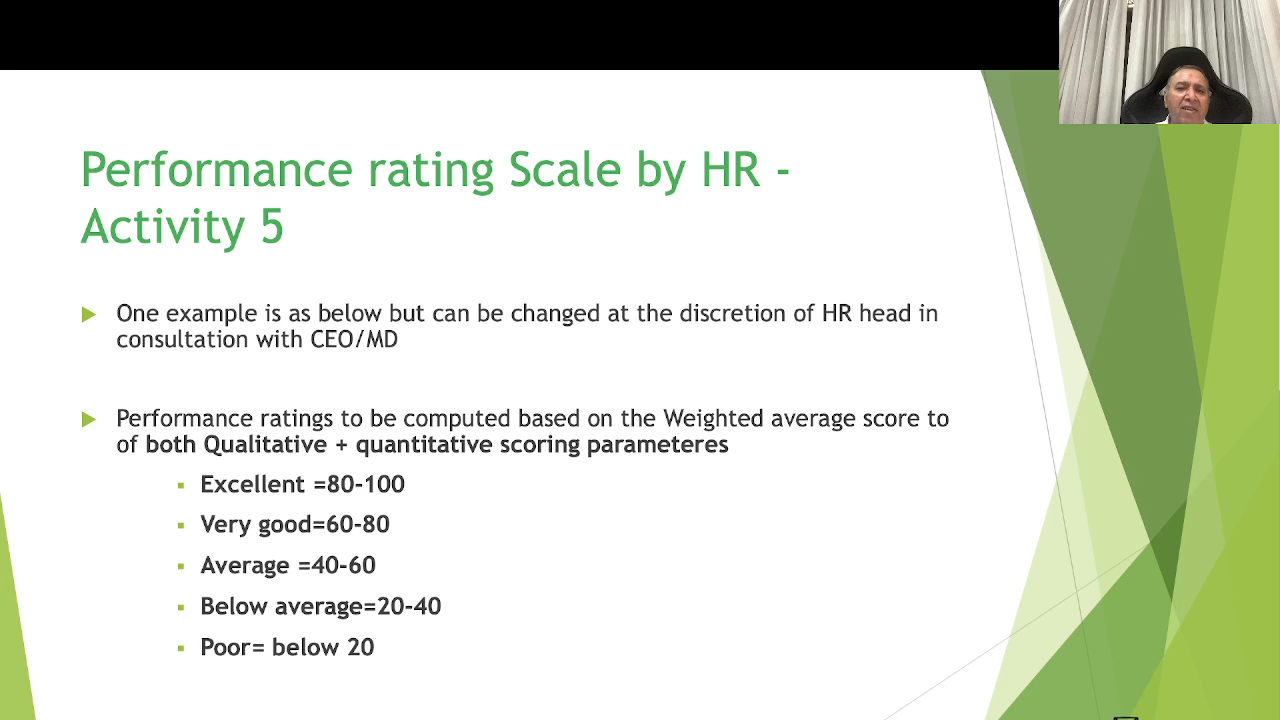 Performance rating Scale by HR -
Activity 5
One example is as below but can be changed at the discretion of HR head in
consultation with CEO/MD
Performance ratings to be computed based on the Weighted average score to
of both Qualitative + quantitative scoring parameteres
Excellent =80-100
Very good=60-80
Average =40-60
Below average=20-40
Poor= below 20